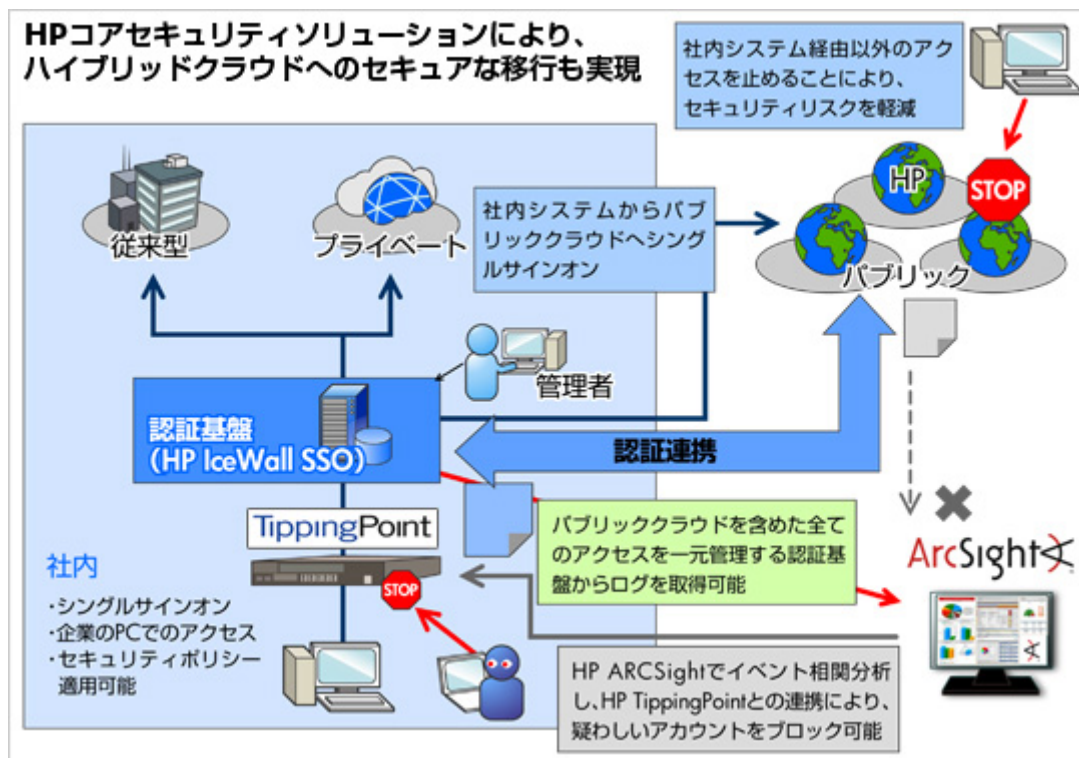 HPコアセキュリティソリューションにより、
ハイブリッドクラウドへのセキュアな移行も実現
社内システム経由以外のアク
セスを止めることにより、
セキュリティリスクを軽減
HP
STOP
パブリック
従来型
プライベート
社内システムからパブ
リッククラウドへシング
ルサインオン
管理者
認証基盤
(HP IceWall SSO)
認証連携
TippingPoint
STOP
社内
・シングルサインオン
・企業のPCでのアクセス
・セキュリティポリシー
適用可能
パブリッククラウドを含めた全て
のアクセスを一元管理する認証基
盤からログを取得可能
ArcSight
HP ARCSightでイベント相関分析
し、HP TippingPointとの連携により、
疑わしいアカウントをブロック可能